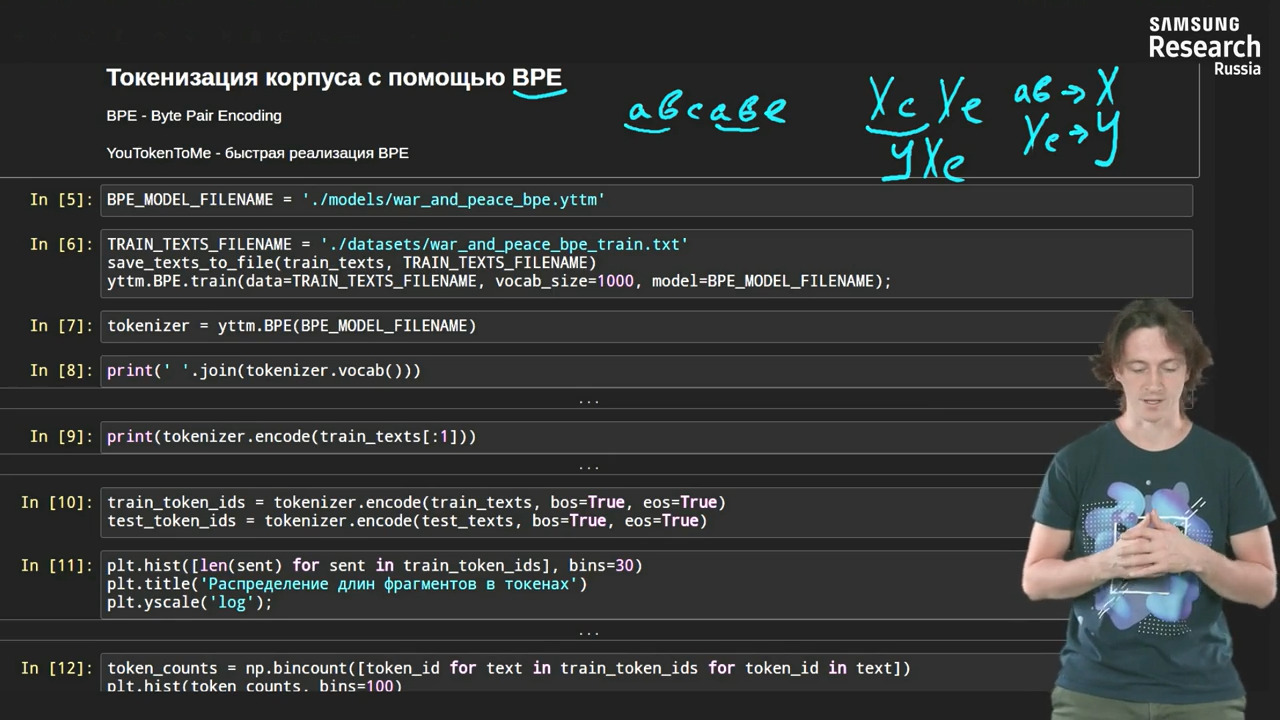 SAMSUNG
Research
Russia
Токенизация корпуса с помощью BPE
BPE - Byte Pair Encoding
YouTokenToMe - быстрая реализация BPE
abcabe
Xc Xe
yXe
ab → X
Xc → y
In [5]: BPE_MODEL_FILENAME = './models/war_and_peace_bpe.yttm'
In [6]: TRAIN_TEXTS_FILENAME = './datasets/war_and_peace_bpe_train.txt'
save_texts_to_file(train_texts, TRAIN_TEXTS_FILENAME)
yttm.BPE.train(data=TRAIN_TEXTS_FILENAME, vocab_size=1000, model=BPE_MODEL_FILENAME);
In [7]: tokenizer = yttm.BPE(BPE_MODEL_FILENAME)
In [8]: print(' '.join(tokenizer.vocab()))
...
In [9]: print(tokenizer.encode(train_texts[:1]))
...
In [10]: train_token_ids = tokenizer.encode(train_texts, bos=True, eos=True)
test_token_ids = tokenizer.encode(test_texts, bos=True, eos=True)
In [11]: plt.hist([len(sent) for sent in train_token_ids], bins=30)
plt.title('Распределение длин фрагментов в токенах')
plt.yscale('log');
...
In [12]: token_counts = np.bincount([token_id for text in train_token_ids for token_id in text])
plt.hist(token_counts, bins=100)